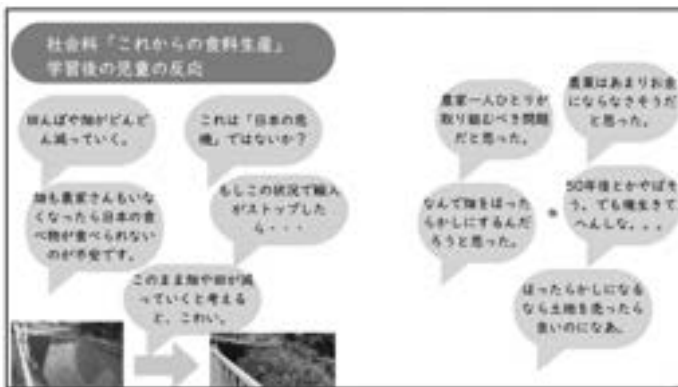 社会科「これからの食料生産」
学習後の児童の反応
田んぼや畑がどんど
ん減っていく。
これは「日本の危
機」ではないか?
畑も農家さんもいな
くなったら日本の食
べ物が食べられない
のが不安です。
もしこの状況で輸入
がストップした
ら・・・
このまま畑や田が減
っていくと考える
と、こわい。
農家一人ひとりが
取り組むべき問題
だと思った。
農業はあまりお金
にならなさそうだ
と思った。
なんで畑をほった
らかしにするんだ
ろうと思った。
50年後とかやばそ
う、でも俺生きて
へんしな。。。
ほったらかしになる
なら土地を売ったら
良いのになあ。